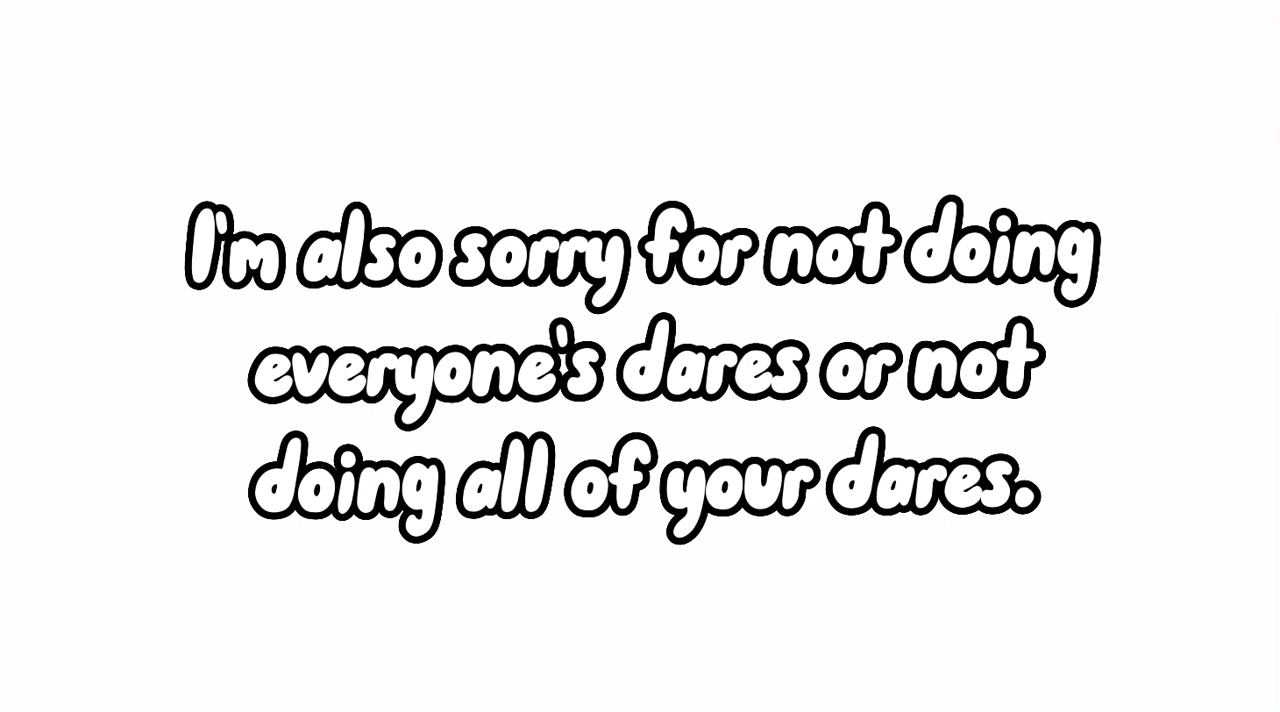 I'm also sorry for not doing
everyone's dares or not
doing all of your dares.